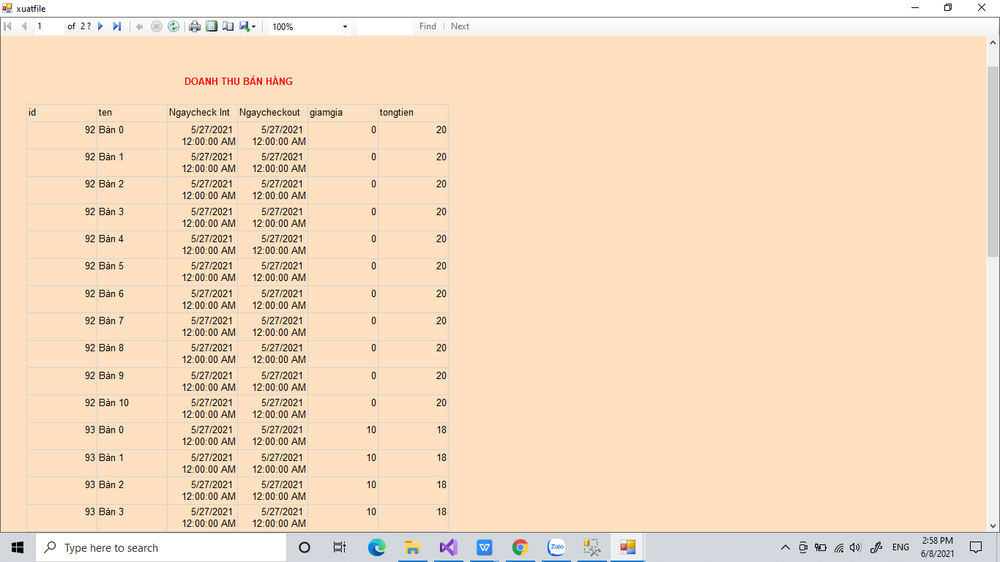 xuatfile
1 of 2 ? 100% Find Next
DOANH THU BÁN HÀNG
id ten Ngaycheck Int Ngaycheckout giamgia tongtien
92 Bàn 0 5/27/2021 12:00:00 AM 5/27/2021 12:00:00 AM 0 20
92 Bàn 1 5/27/2021 12:00:00 AM 5/27/2021 12:00:00 AM 0 20
92 Bàn 2 5/27/2021 12:00:00 AM 5/27/2021 12:00:00 AM 0 20
92 Bàn 3 5/27/2021 12:00:00 AM 5/27/2021 12:00:00 AM 0 20
92 Bàn 4 5/27/2021 12:00:00 AM 5/27/2021 12:00:00 AM 0 20
92 Bàn 5 5/27/2021 12:00:00 AM 5/27/2021 12:00:00 AM 0 20
92 Bàn 6 5/27/2021 12:00:00 AM 5/27/2021 12:00:00 AM 0 20
92 Bàn 7 5/27/2021 12:00:00 AM 5/27/2021 12:00:00 AM 0 20
92 Bàn 8 5/27/2021 12:00:00 AM 5/27/2021 12:00:00 AM 0 20
92 Bàn 9 5/27/2021 12:00:00 AM 5/27/2021 12:00:00 AM 0 20
92 Bàn 10 5/27/2021 12:00:00 AM 5/27/2021 12:00:00 AM 0 20
93 Bàn 0 5/27/2021 12:00:00 AM 5/27/2021 12:00:00 AM 10 18
93 Bàn 1 5/27/2021 12:00:00 AM 5/27/2021 12:00:00 AM 10 18
93 Bàn 2 5/27/2021 12:00:00 AM 5/27/2021 12:00:00 AM 10 18
93 Bàn 3 5/27/2021 12:00:00 AM 5/27/2021 12:00:00 AM 10 18
Type here to search Zalo ENG 2:58 PM
6/8/2021